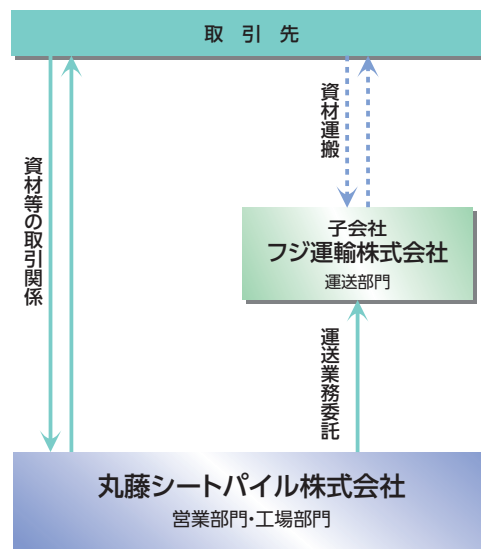 取引先
資材運搬
資材等の取引関係
子会社
フジ運輸株式会社
運送部門
運送業務委託
丸藤シートパイル株式会社
営業部門・工場部門